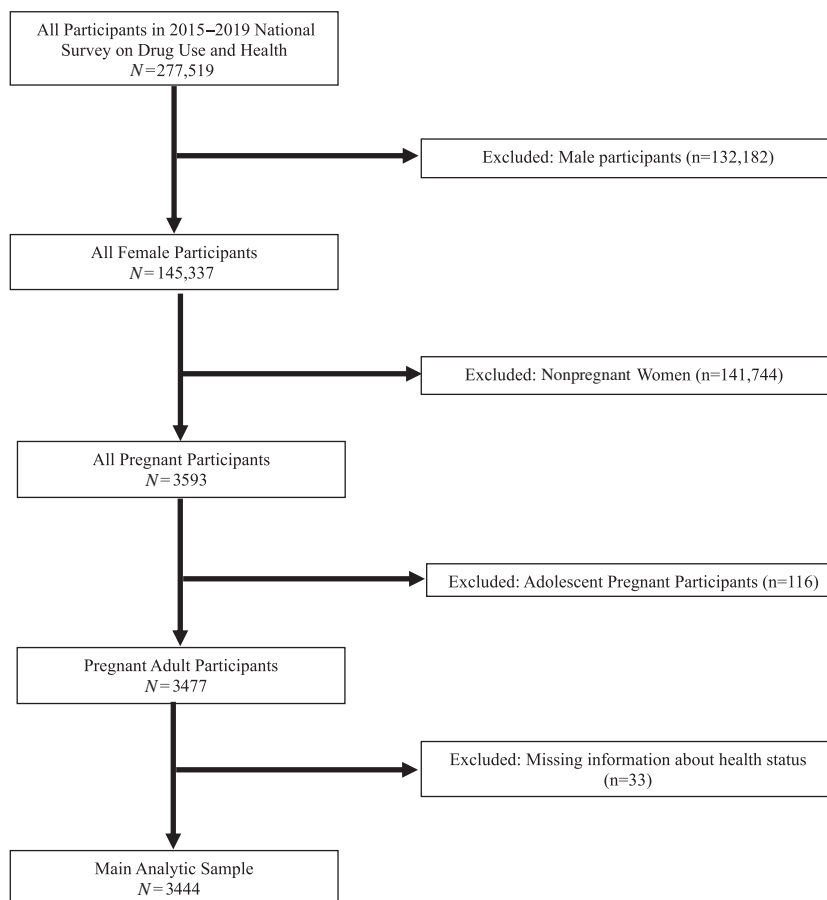 All Participants in 2015–2019 National
Survey on Drug Use and Health
N=277,519
Excluded: Male participants (n=132,182)
All Female Participants
N=145,337
Excluded: Nonpregnant Women (n=141,744)
All Pregnant Participants
N=3593
Excluded: Adolescent Pregnant Participants (n=116)
Pregnant Adult Participants
N=3477
Excluded: Missing information about health status
(n=33)
Main Analytic Sample
N=3444